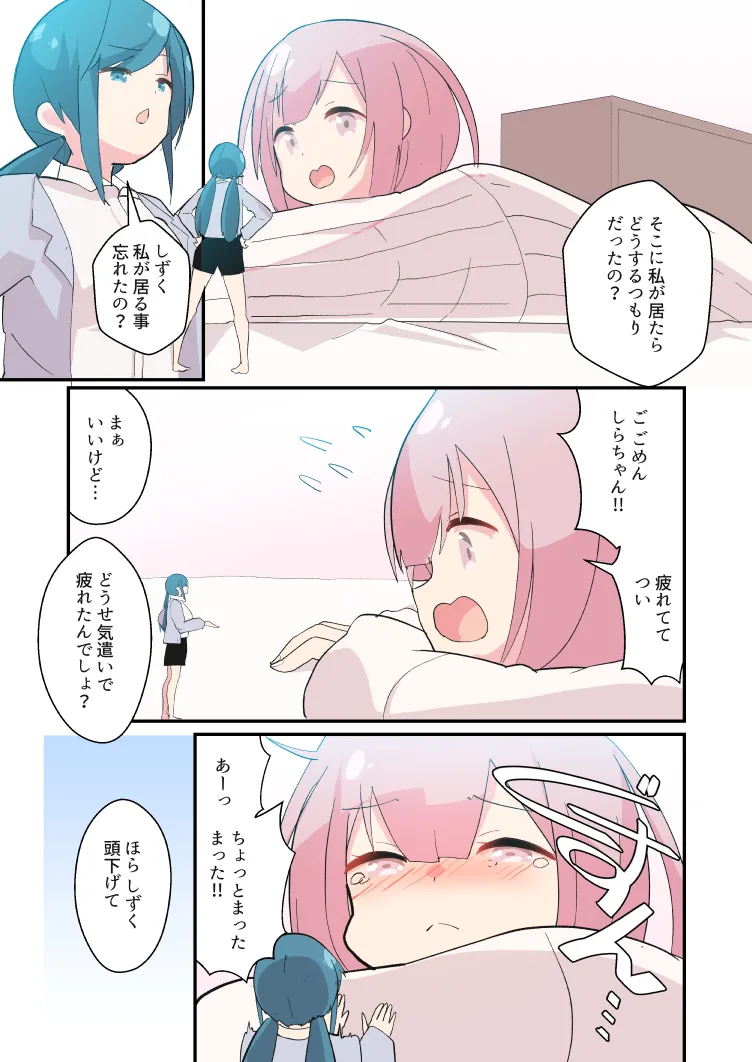 そこに私が居たら
どうするつもり
だったの？
しずく
私が居る事
忘れたの？
ごごめん
しらちゃん!!
疲れてて
つい
まぁ
いいけど…
どうせ気遣いで
疲れたんでしょ？
ほらしずく
頭下げて
あーっ
ちょっとまった
まった!!